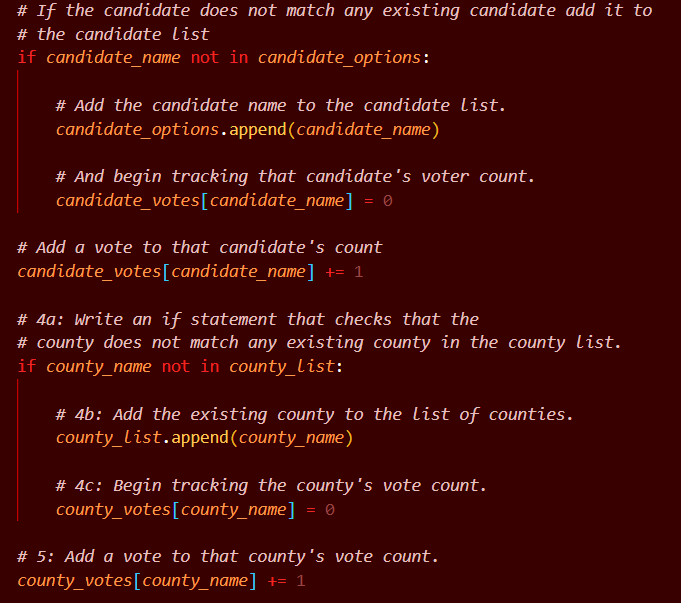 # If the candidate does not match any existing candidate add it to
# the candidate list
if candidate_name not in candidate_options:
# Add the candidate name to the candidate list.
candidate_options.append(candidate_name)
# And begin tracking that candidate's voter count.
candidate_votes[candidate_name] = 0
# Add a vote to that candidate's count
candidate_votes[candidate_name] += 1
# 4a: Write an if statement that checks that the
# county does not match any existing county in the county list.
if county_name not in county_list:
# 4b: Add the existing county to the list of counties.
county_list.append(county_name)
# 4c: Begin tracking the county's vote count.
county_votes[county_name] = 0
# 5: Add a vote to that county's vote count.
county_votes[county_name] += 1